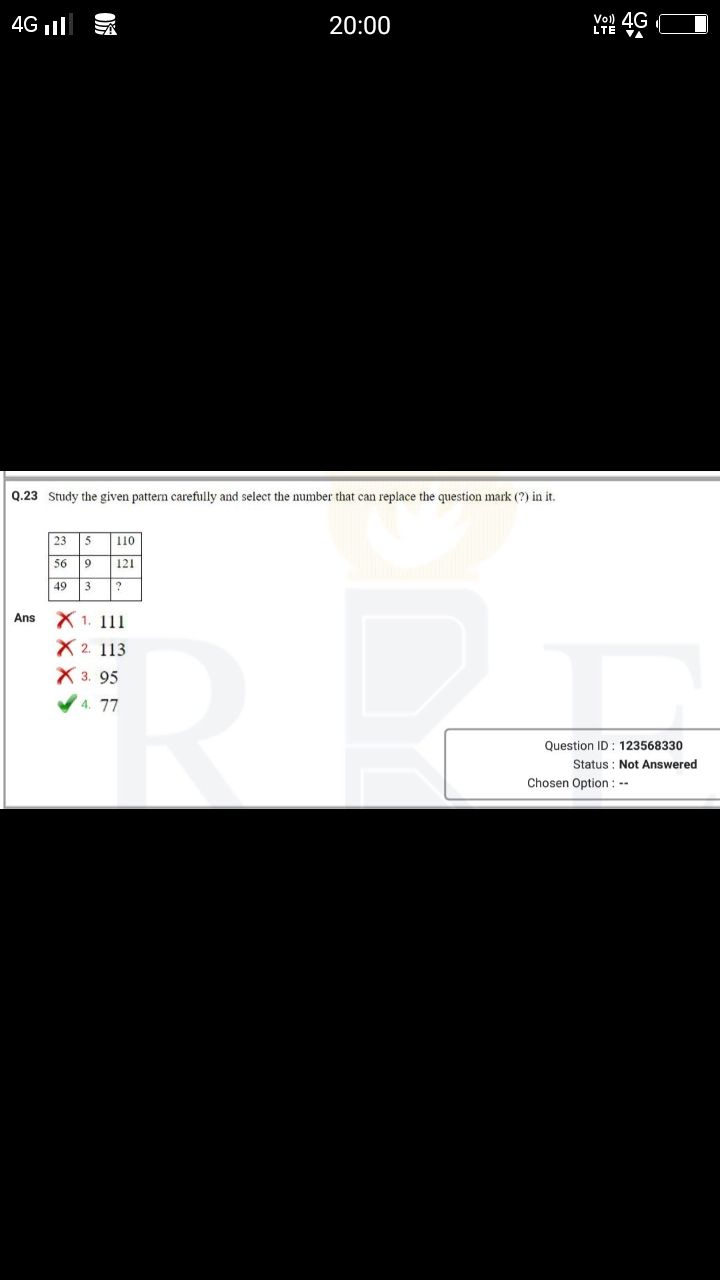 4G 20:00 Vo)) LTE 4G
Q.23 Study the given pattern carefully and select the number that can replace the question mark (?) in it.
23 5 110
56 9 121
49 3 ?
Ans 1. 111
2. 113
3. 95
4. 77
R R E
Question ID : 123568330
Status : Not Answered
Chosen Option : --